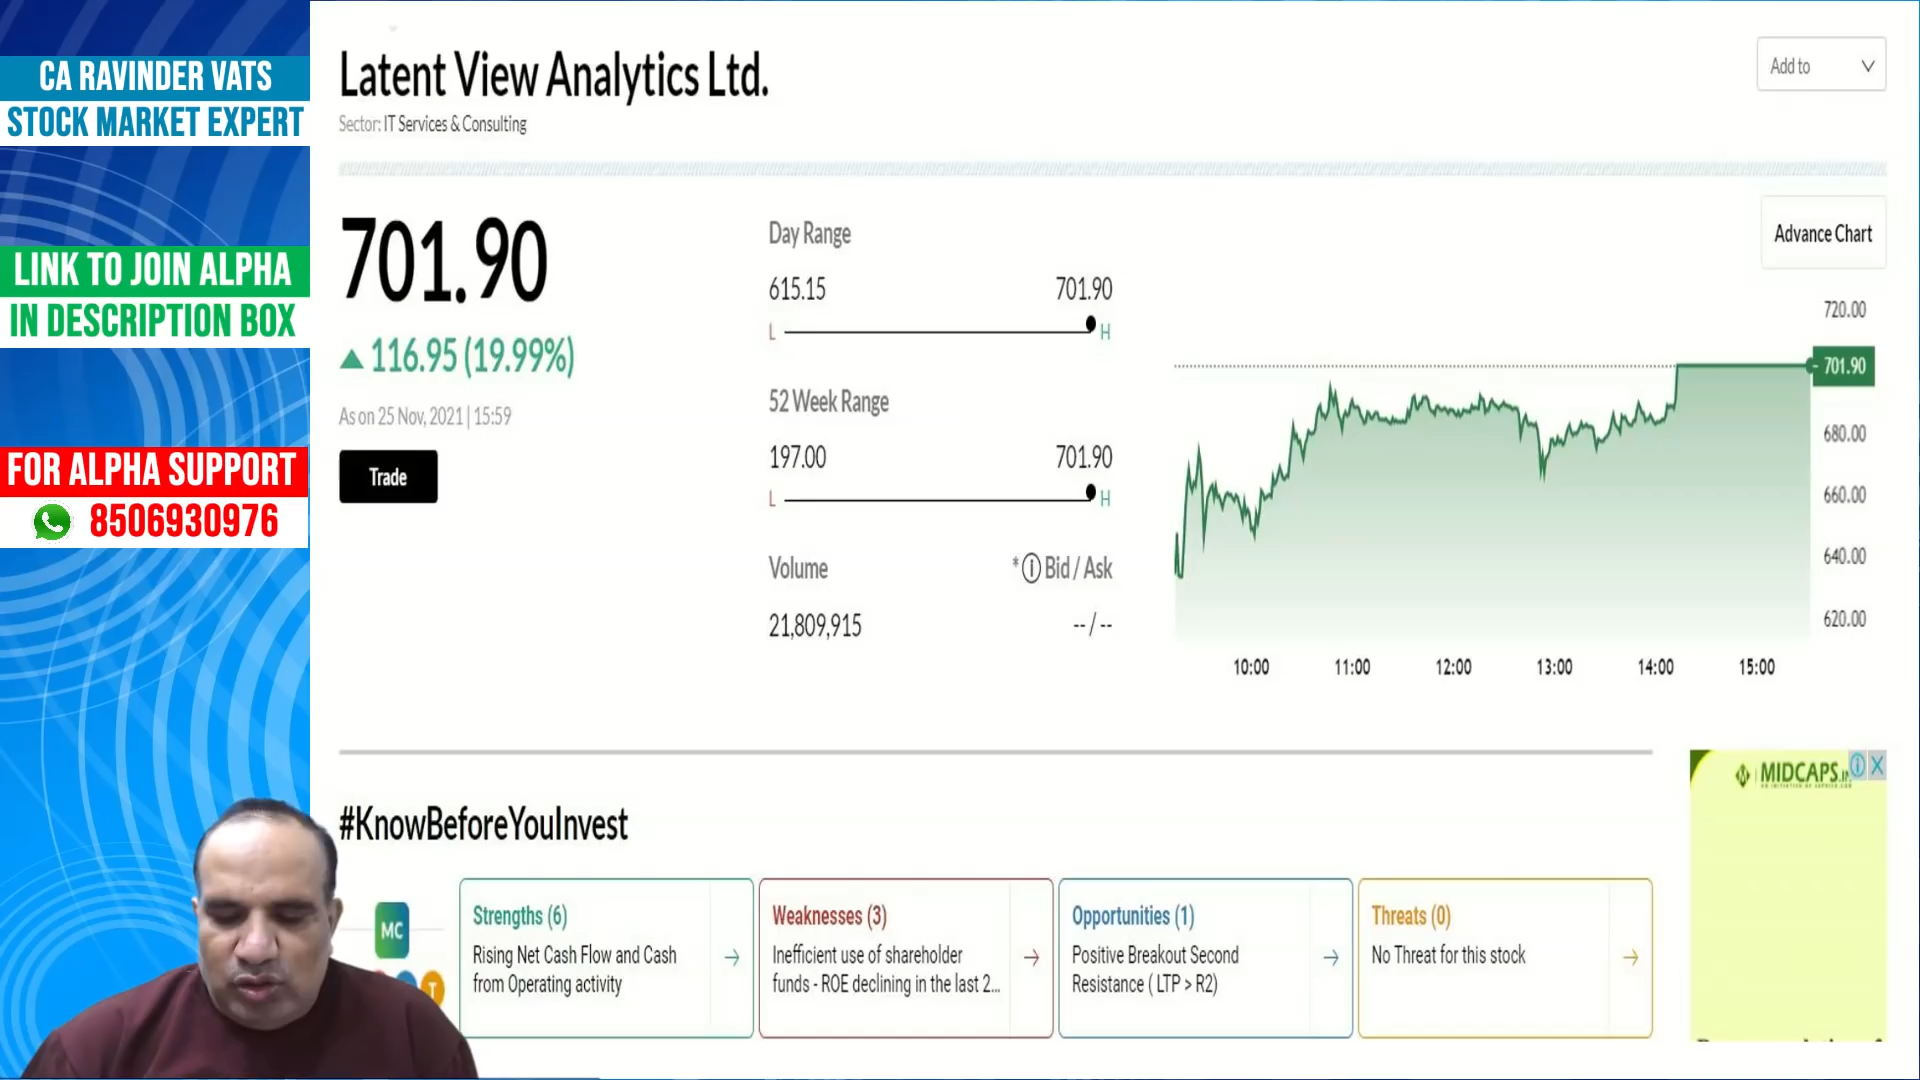 CA RAVINDER VATS
STOCK MARKET EXPERT
LINK TO JOIN ALPHA
IN DESCRIPTION BOX
FOR ALPHA SUPPORT
8506930976
Latent View Analytics Ltd.
Sector: IT Services & Consulting
Add to
701.90
116.95 (19.99%)
As on 25 Nov, 2021 | 15:59
Trade
Day Range
615.15 701.90
L H
52 Week Range
197.00 701.90
L H
Volume * Bid / Ask
21,809,915 -- / --
Advance Chart
720.00
701.90
680.00
660.00
640.00
620.00
10:00 11:00 12:00 13:00 14:00 15:00
#KnowBeforeYouInvest
MC
T
Strengths (6)
Rising Net Cash Flow and Cash
from Operating activity
Weaknesses (3)
Inefficient use of shareholder
funds - ROE declining in the last 2...
Opportunities (1)
Positive Breakout Second
Resistance ( LTP > R2)
Threats (0)
No Threat for this stock
MIDCAPS.